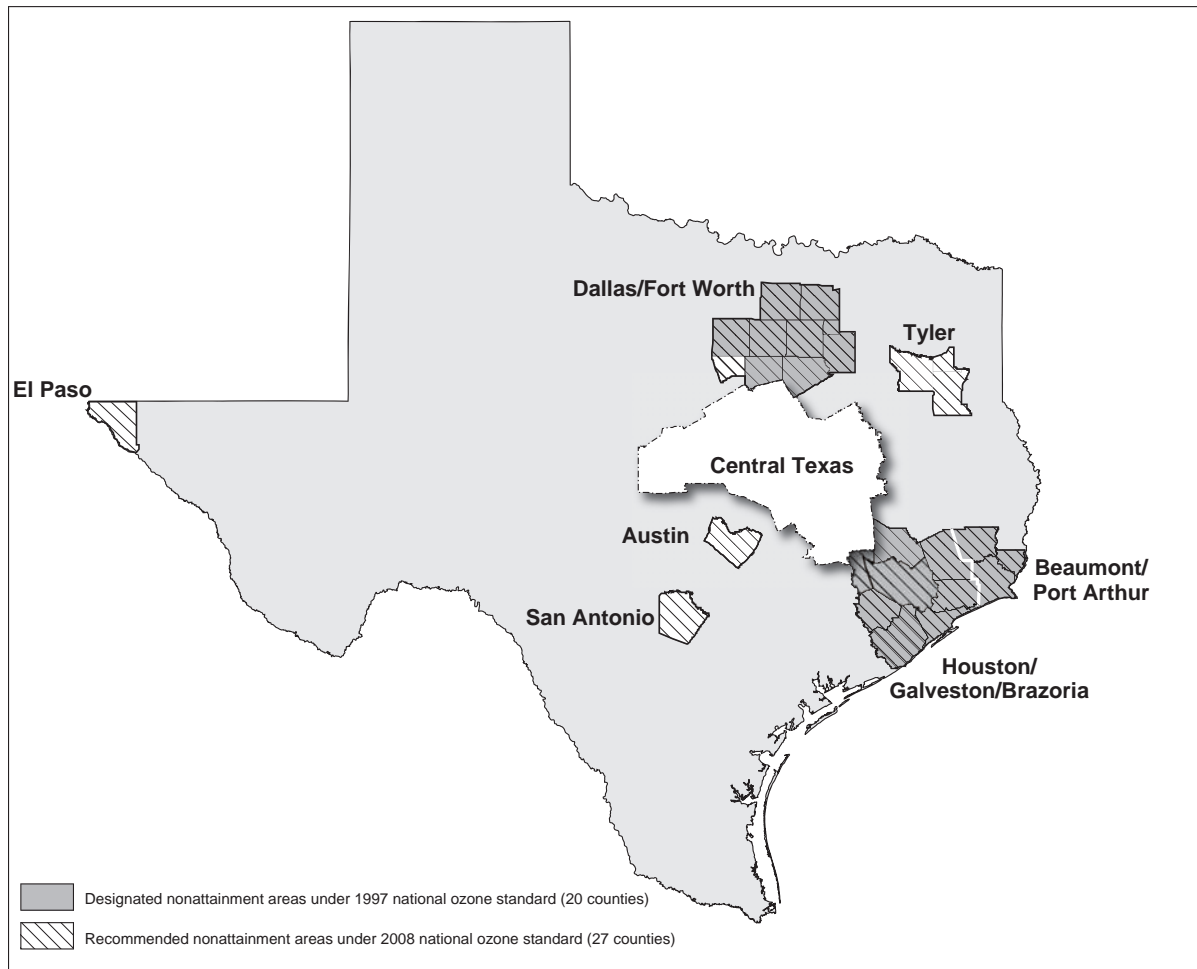 Dallas/Fort Worth
Tyler
El Paso
Central Texas
Austin
Beaumont/
Port Arthur
San Antonio
Houston/
Galveston/Brazoria
Designated nonattainment areas under 1997 national ozone standard (20 counties)
Recommended nonattainment areas under 2008 national ozone standard (27 counties)